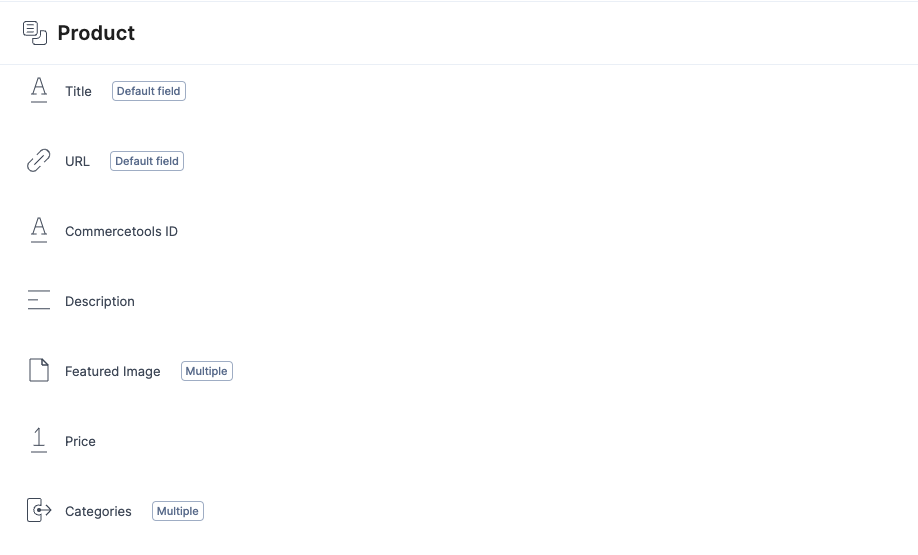 Product
Title Default field
URL Default field
Commercetools ID
Description
Featured Image Multiple
Price
Categories Multiple